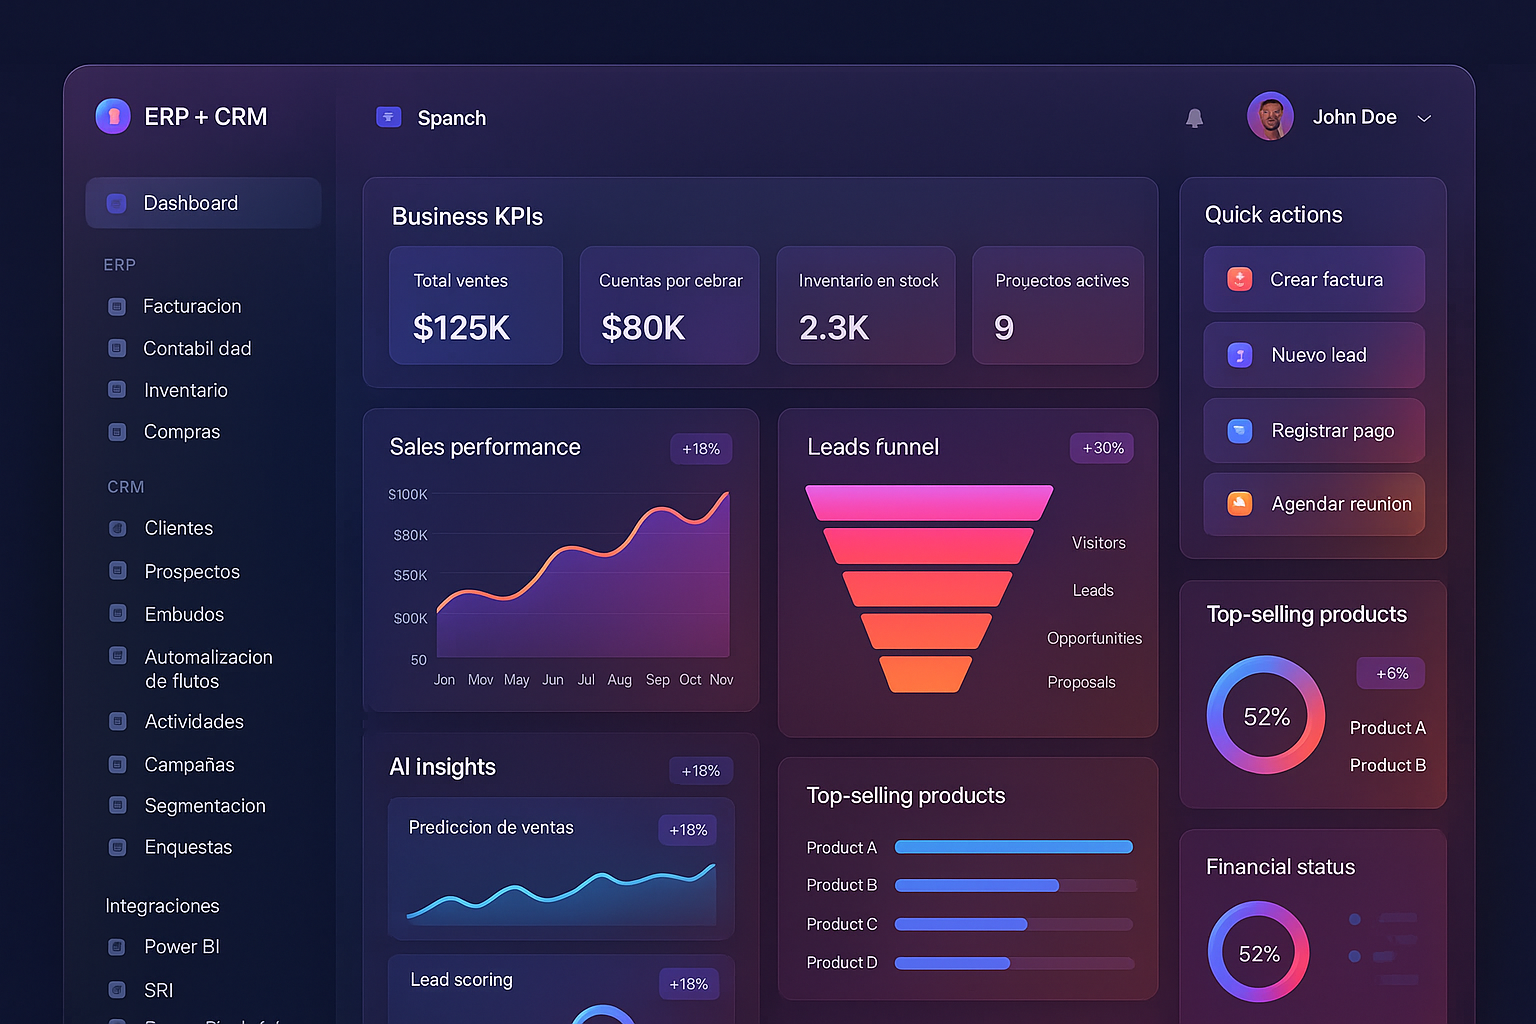 ERP + CRM
Spanch
John Doe
Dashboard
ERP
Facturacion
Contabil dad
Inventario
Compras
CRM
Clientes
Prospectos
Embudos
Automalizacion
de flutos
Actividades
Campañas
Segmentacion
Enquestas
Integraciones
Power BI
SRI
Business KPIs
Total ventes
$125K
Cuentas por cebrar
$80K
Inventario en stock
2.3K
Proyectos actives
9
Sales performance
+18%
$100K
$80K
$50K
$00K
50
Jon Mov May Jun Jul Aug Sep Oct Nov
Leads funnel
+30%
Visitors
Leads
Opportunities
Proposals
AI insights
+18%
Prediccion de ventas
+18%
Lead scoring
+18%
Top-selling products
Product A
Product B
Product C
Product D
Quick actions
Crear factura
Nuevo lead
Registrar pago
Agendar reunion
Top-selling products
52%
+6%
Product A
Product B
Financial status
52%